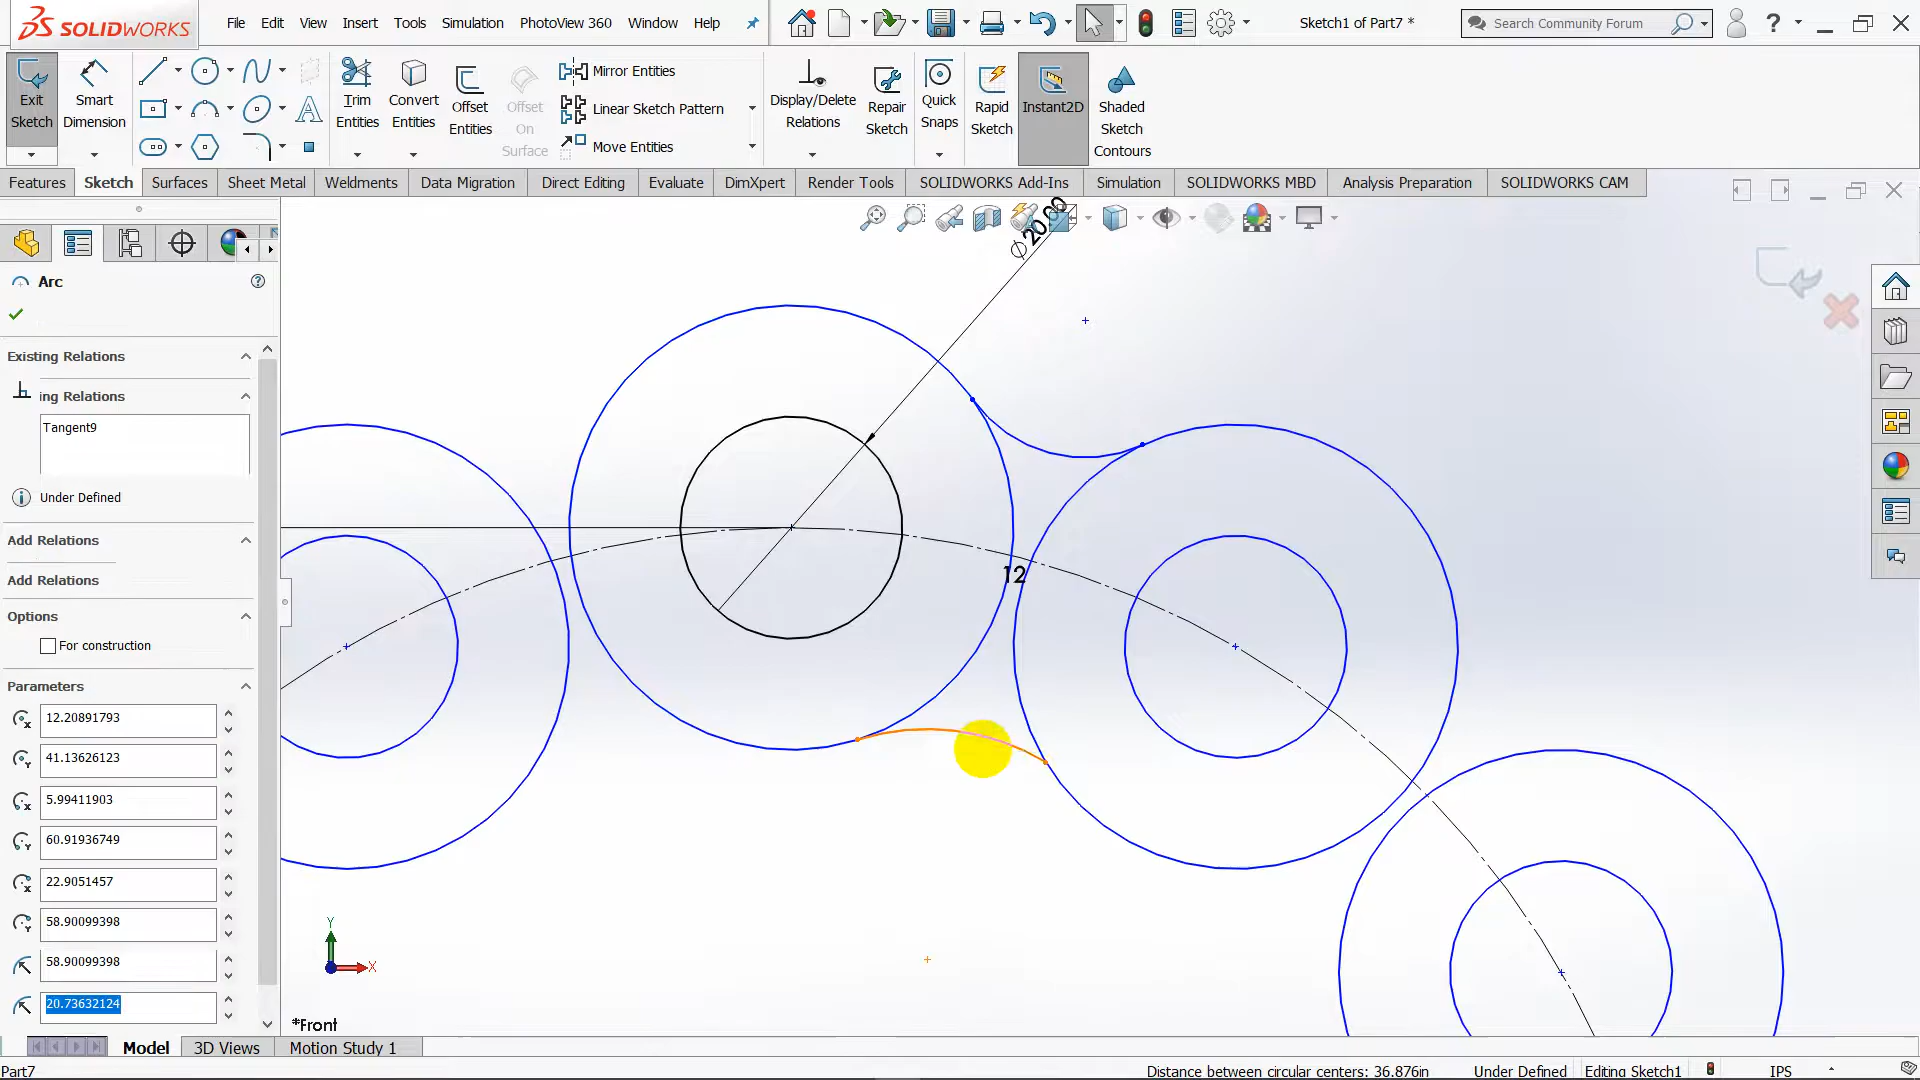 SOLIDWORKS
File Edit View Insert Tools Simulation PhotoView 360 Window Help
Sketch1 of Part7 *
Search Community Forum
?
Exit Sketch
Smart Dimension
Trim Entities
Convert Entities
Offset Entities
Offset On Surface
Mirror Entities
Linear Sketch Pattern
Move Entities
Display/Delete Relations
Repair Sketch
Quick Snaps
Rapid Sketch
Instant2D
Shaded Sketch Contours
Features Sketch Surfaces Sheet Metal Weldments Data Migration Direct Editing Evaluate DimXpert Render Tools SOLIDWORKS Add-Ins Simulation SOLIDWORKS MBD Analysis Preparation SOLIDWORKS CAM
Arc
Existing Relations
ing Relations
Tangent9
Under Defined
Add Relations
Add Relations
Options
For construction
Parameters
12.20891793
41.13626123
5.99411903
60.91936749
22.9051457
58.90099398
58.90099398
20.73632124
⌀20.00
12
Y
X
*Front
Model 3D Views Motion Study 1
Part7
Distance between circular centers: 36.876in Under Defined Editing Sketch1 IPS